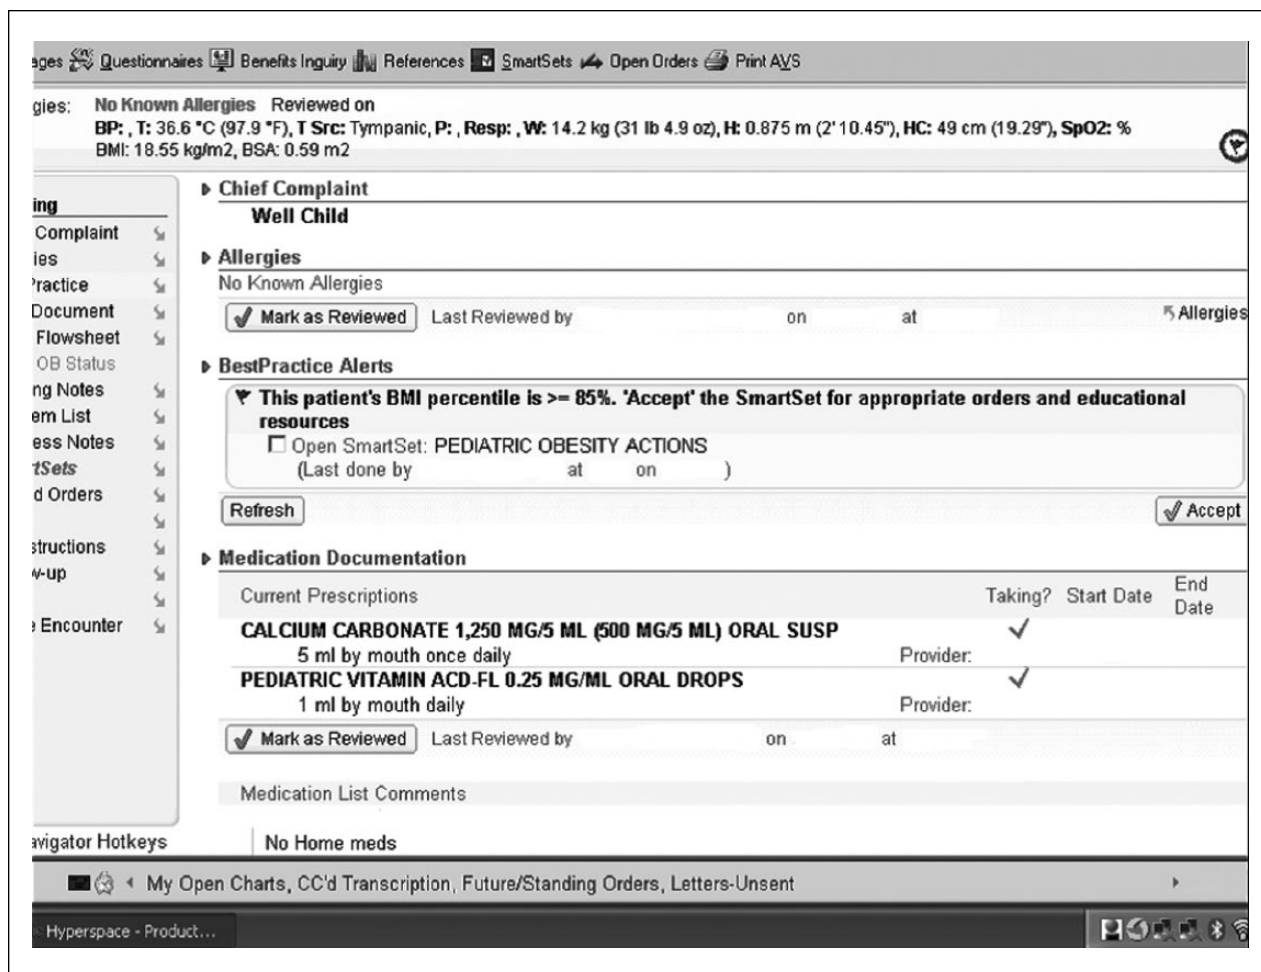 ages Questionnaires Benefits Inquiry References SmartSets Open Orders Print AVS
gies: No Known Allergies Reviewed on
BP: , T: 36.6 °C (97.9 °F), T Src: Tympanic, P: , Resp: , W: 14.2 kg (31 lb 4.9 oz), H: 0.875 m (2' 10.45"), HC: 49 cm (19.29"), SpO2: %
BMI: 18.55 kg/m2, BSA: 0.59 m2
ing
Complaint
ies
Practice
Document
Flowsheet
OB Status
ng Notes
em List
ess Notes
rtSets
d Orders
structions
w-up
e Encounter
Chief Complaint
Well Child
Allergies
No Known Allergies
Mark as Reviewed Last Reviewed by on at Allergies
BestPractice Alerts
This patient's BMI percentile is >= 85%. 'Accept' the SmartSet for appropriate orders and educational
resources
Open SmartSet: PEDIATRIC OBESITY ACTIONS
(Last done by at on )
Refresh Accept
Medication Documentation
Current Prescriptions Taking? Start Date End
Date
CALCIUM CARBONATE 1,250 MG/5 ML (500 MG/5 ML) ORAL SUSP
5 ml by mouth once daily Provider:
PEDIATRIC VITAMIN ACD-FL 0.25 MG/ML ORAL DROPS
1 ml by mouth daily Provider:
Mark as Reviewed Last Reviewed by on at
Medication List Comments
avigator Hotkeys No Home meds
My Open Charts, CC'd Transcription, Future/Standing Orders, Letters-Unsent
Hyperspace - Product...